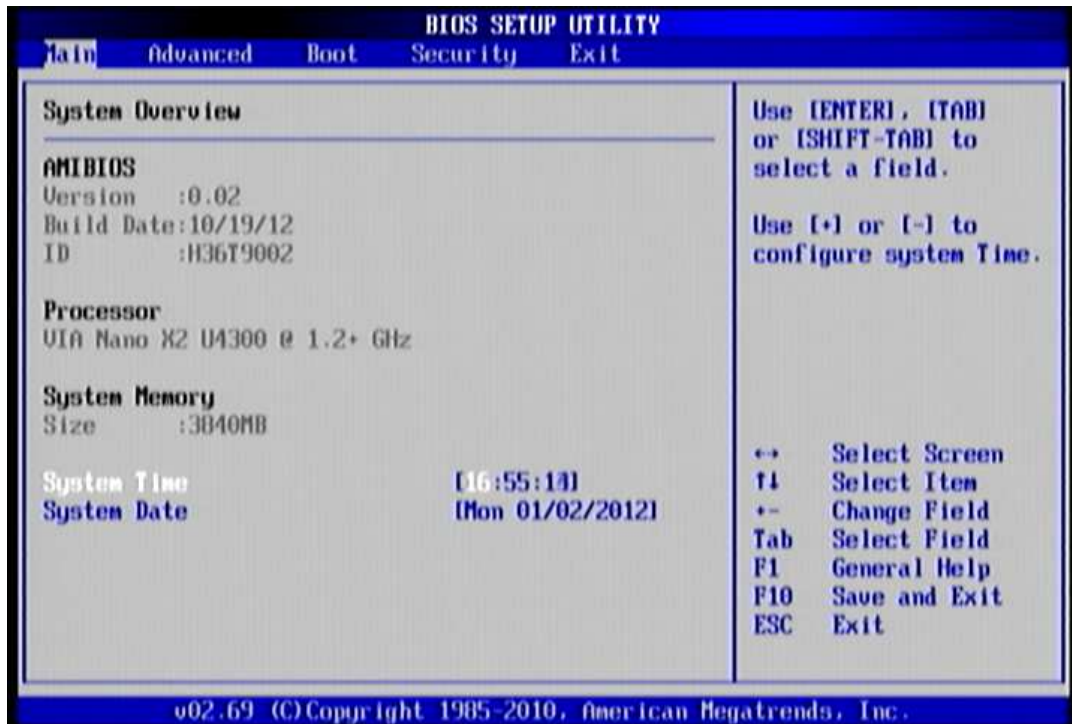 BIOS SETUP UTILITY
Main Advanced Boot Security Exit
System Overview
AMIBIOS
Version :0.02
Build Date:10/19/12
ID :H36T9002
Processor
VIA Nano X2 U4300 @ 1.2+ GHz
System Memory
Size :3840MB
System Time [16:55:18]
System Date [Mon 01/02/2012]
Use [ENTER], [TAB]
or [SHIFT-TAB] to
select a field.
Use [+] or [-] to
configure system Time.
↔ Select Screen
↑↓ Select Item
+- Change Field
Tab Select Field
F1 General Help
F10 Save and Exit
ESC Exit
v02.69 (C)Copyright 1985-2010, American Megatrends, Inc.